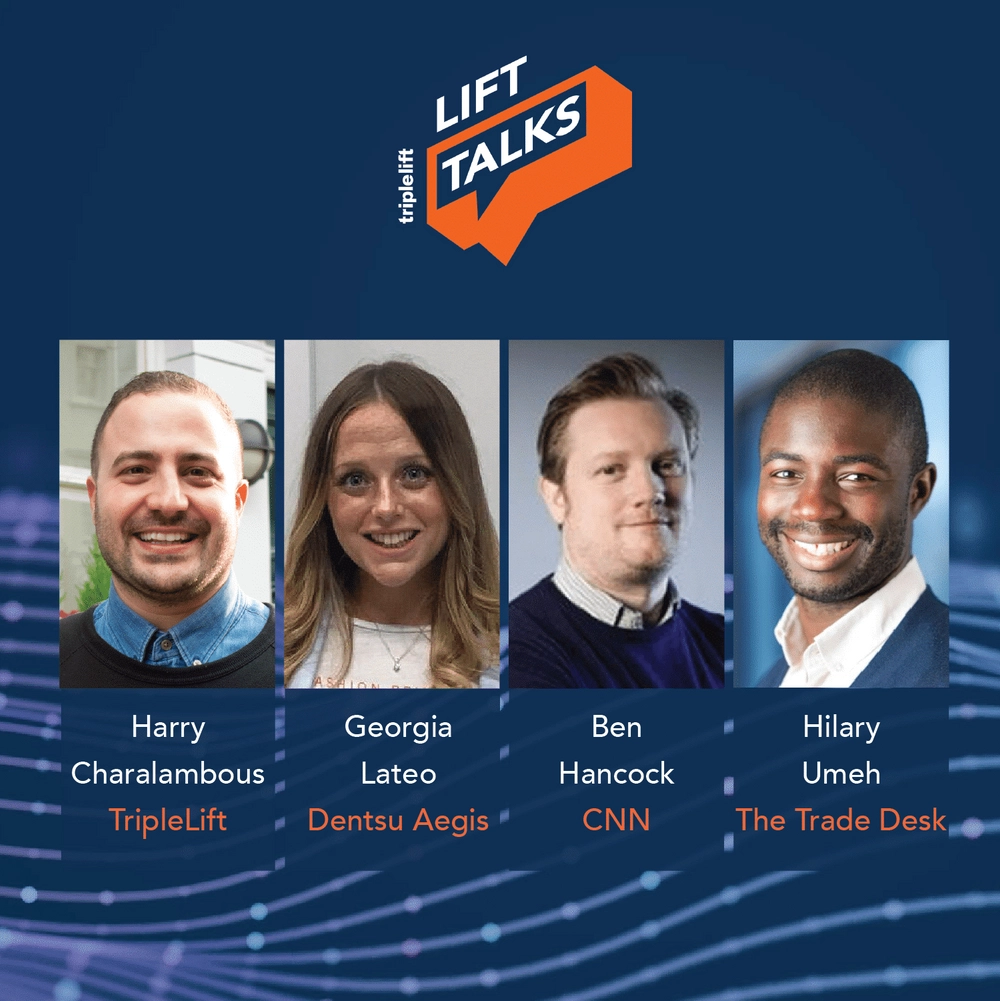 LIFT
TALKS
triplelift
Harry
Charalambous
TripleLift
Georgia
Lateo
Dentsu Aegis
Ben
Hancock
CNN
Hilary
Umeh
The Trade Desk